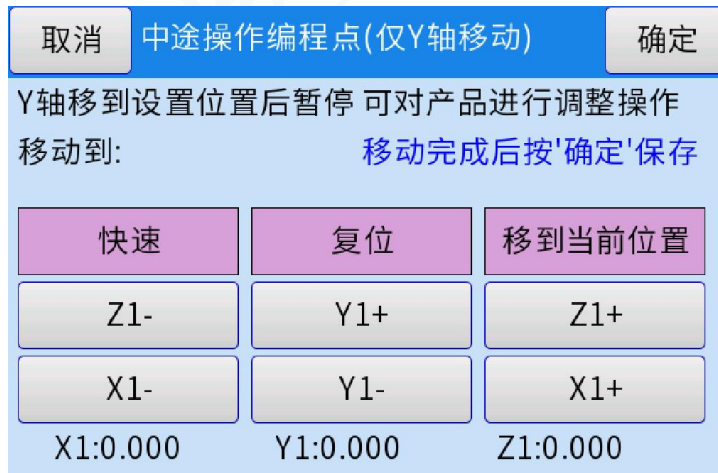 取消 中途操作编程点(仅Y轴移动) 确定
Y轴移到设置位置后暂停 可对产品进行调整操作
移动到: 移动完成后按'确定'保存
快速 复位 移到当前位置
Z1- Y1+ Z1+
X1- Y1- X1+
X1:0.000 Y1:0.000 Z1:0.000